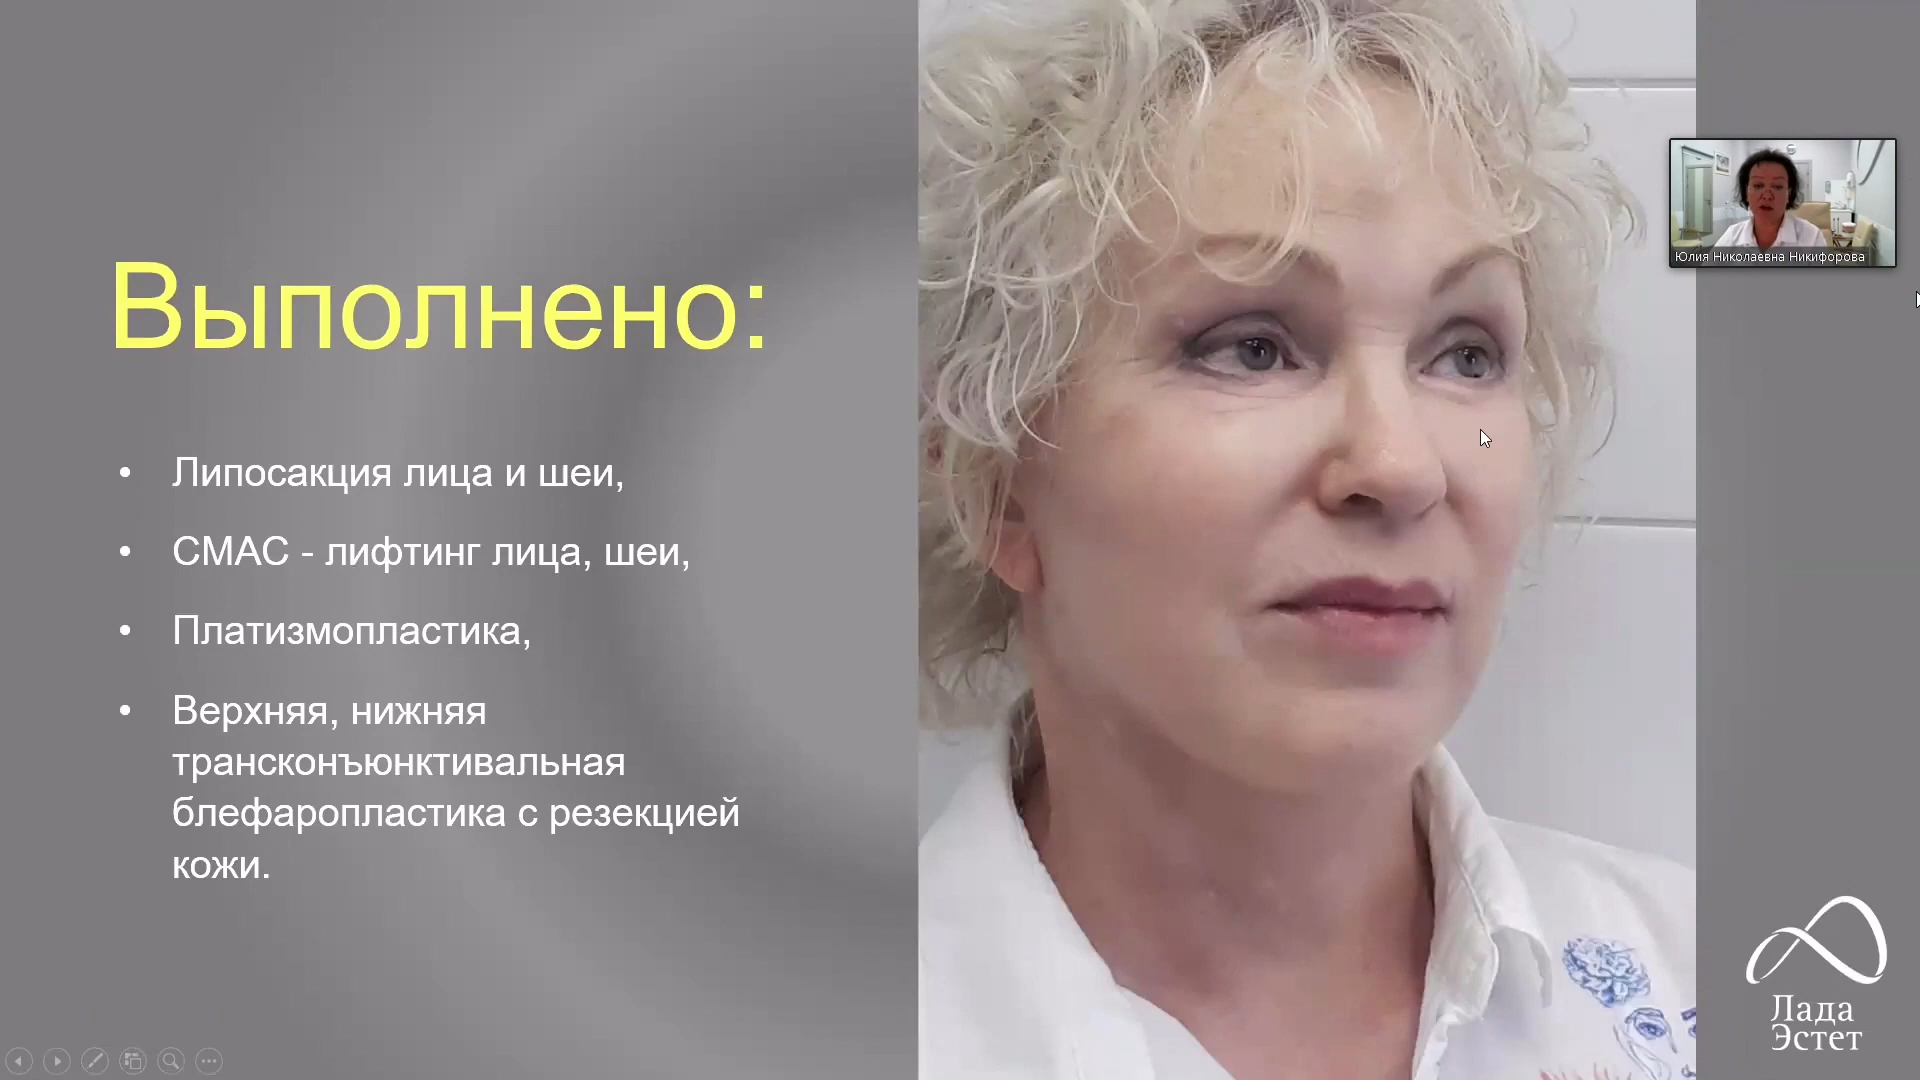 Выполнено:
• Липосакция лица и шеи,
• СМАС - лифтинг лица, шеи,
• Платизмопластика,
• Верхняя, нижняя
трансконъюнктивальная
блефаропластика с резекцией
кожи.
Юлия Николаевна Никифорова
Лада
Эстет